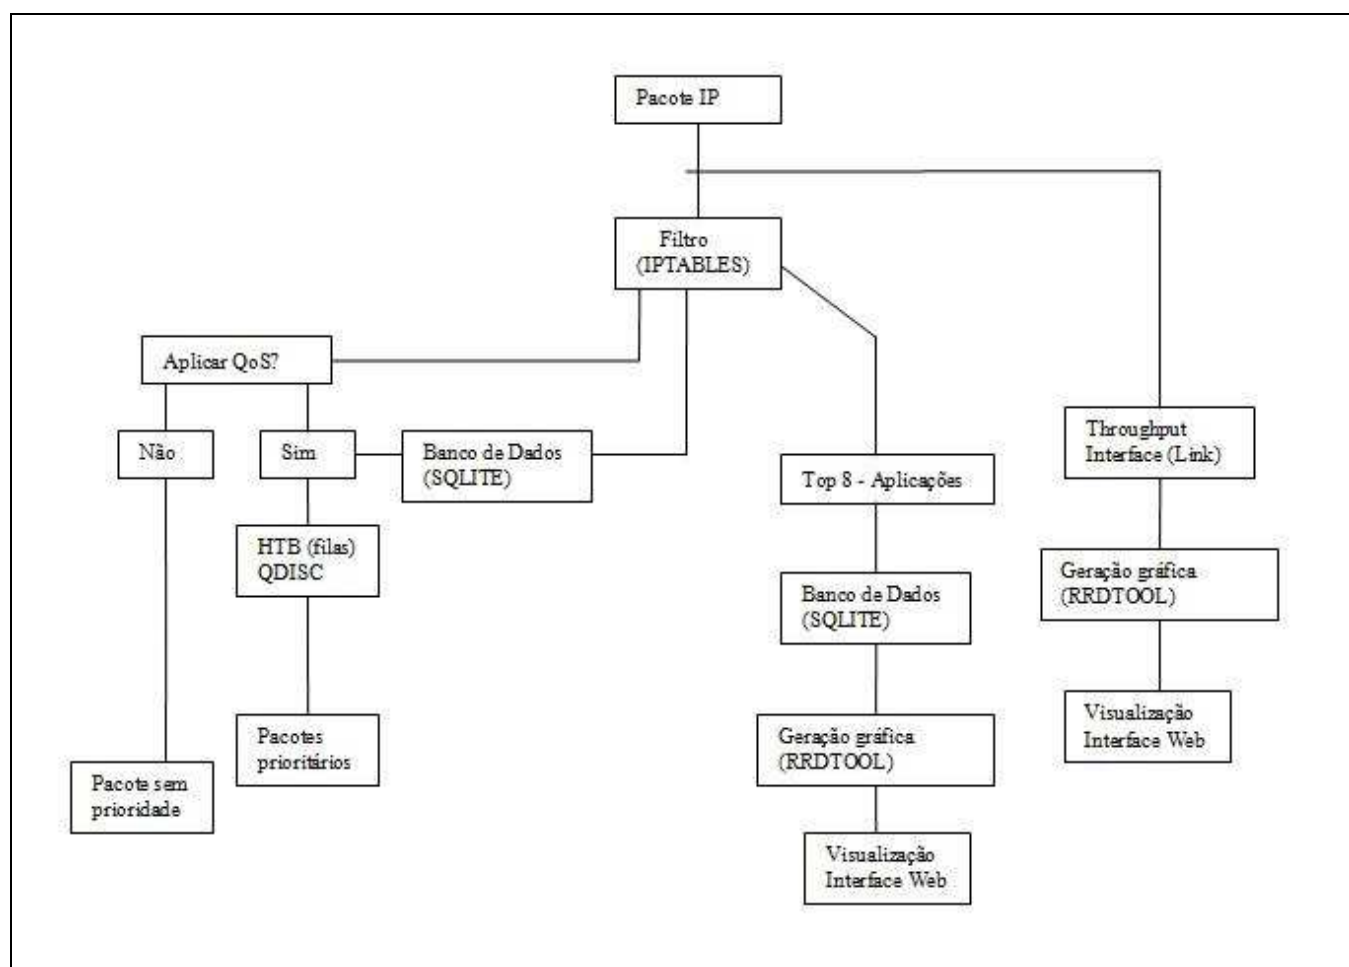 Pacote IP
Filtro
(IPTABLES)
Aplicar QoS?
Não
Sim
Banco de Dados
(SQLITE)
HTB (filas)
QDISC
Pacotes
prioritários
Pacote sem
prioridade
Top 8 - Aplicações
Banco de Dados
(SQLITE)
Geração gráfica
(RRDTOOL)
Visualização
Interface Web
Throughput
Interface (Link)
Geração gráfica
(RRDTOOL)
Visualização
Interface Web